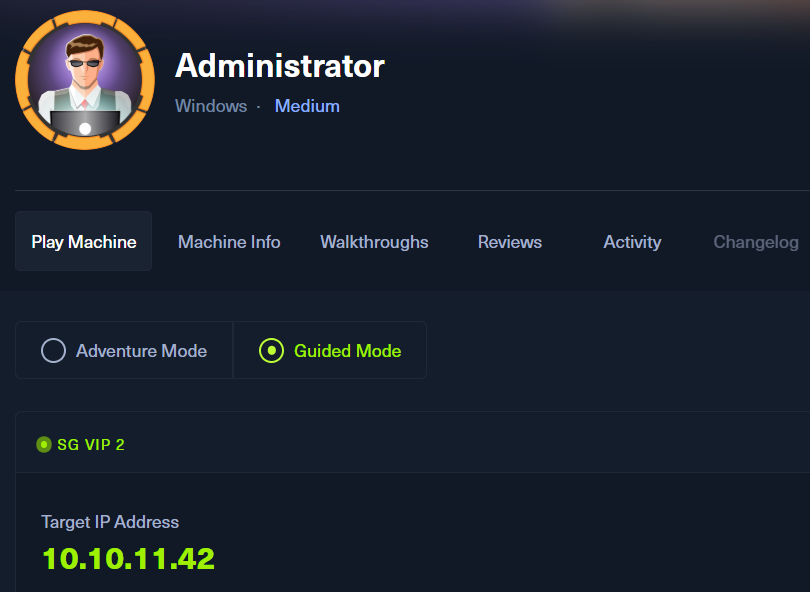 Administrator
Windows · Medium
Play Machine Machine Info Walkthroughs Reviews Activity Changelog
Adventure Mode Guided Mode
SG VIP 2
Target IP Address
10.10.11.42